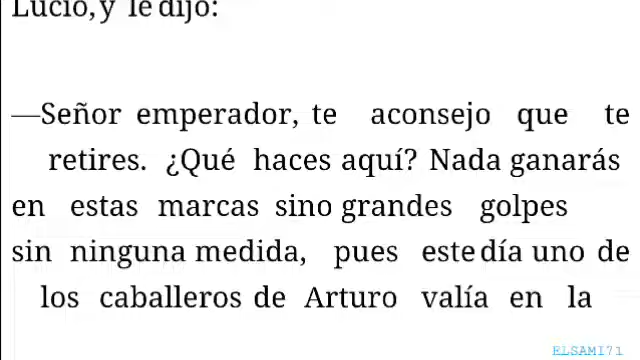 Lucio, y le dijo:
—Señor emperador, te aconsejo que te
retires. ¿Qué haces aquí? Nada ganarás
en estas marcas sino grandes golpes
sin ninguna medida, pues este día uno de
los caballeros de Arturo valía en la
ELSAMI71